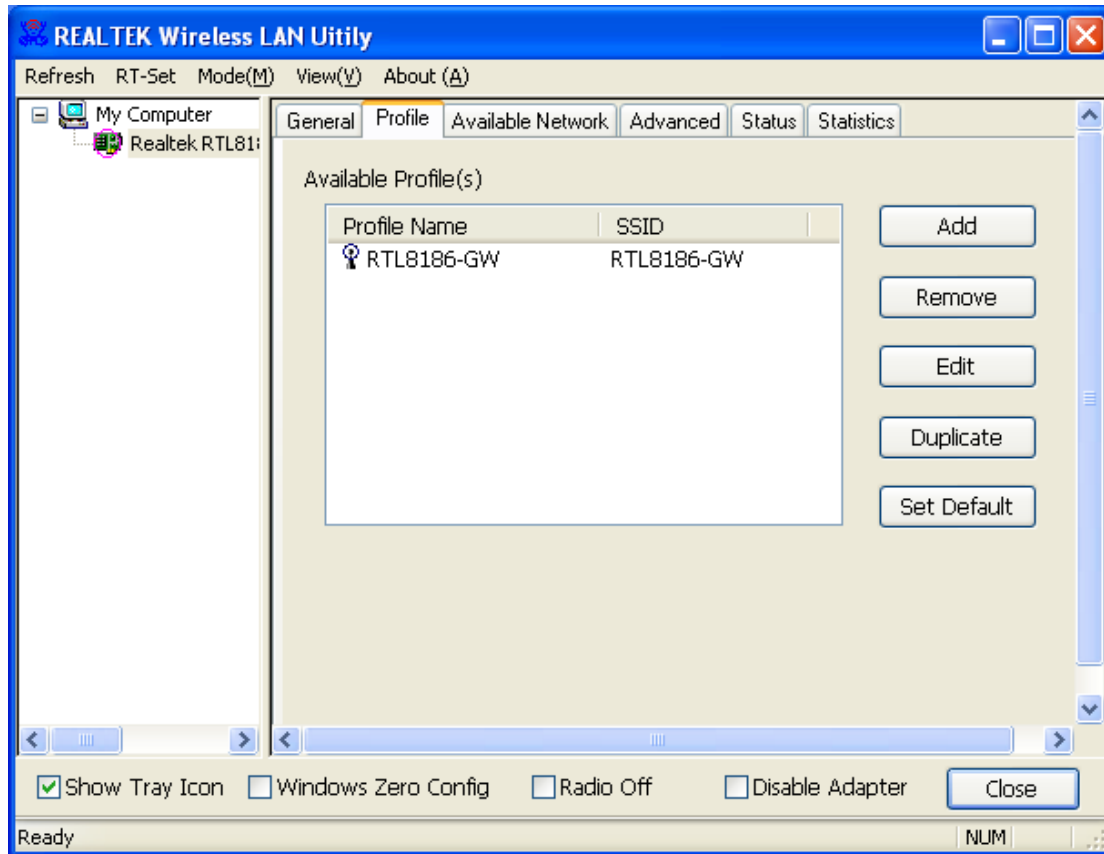 REALTEK Wireless LAN Uitily
Refresh RT-Set Mode(M) View(V) About (A)
My Computer
Realtek RTL81
General Profile Available Network Advanced Status Statistics
Available Profile(s)
Profile Name SSID
RTL8186-GW RTL8186-GW
Add
Remove
Edit
Duplicate
Set Default
Show Tray Icon Windows Zero Config Radio Off Disable Adapter Close
Ready NUM